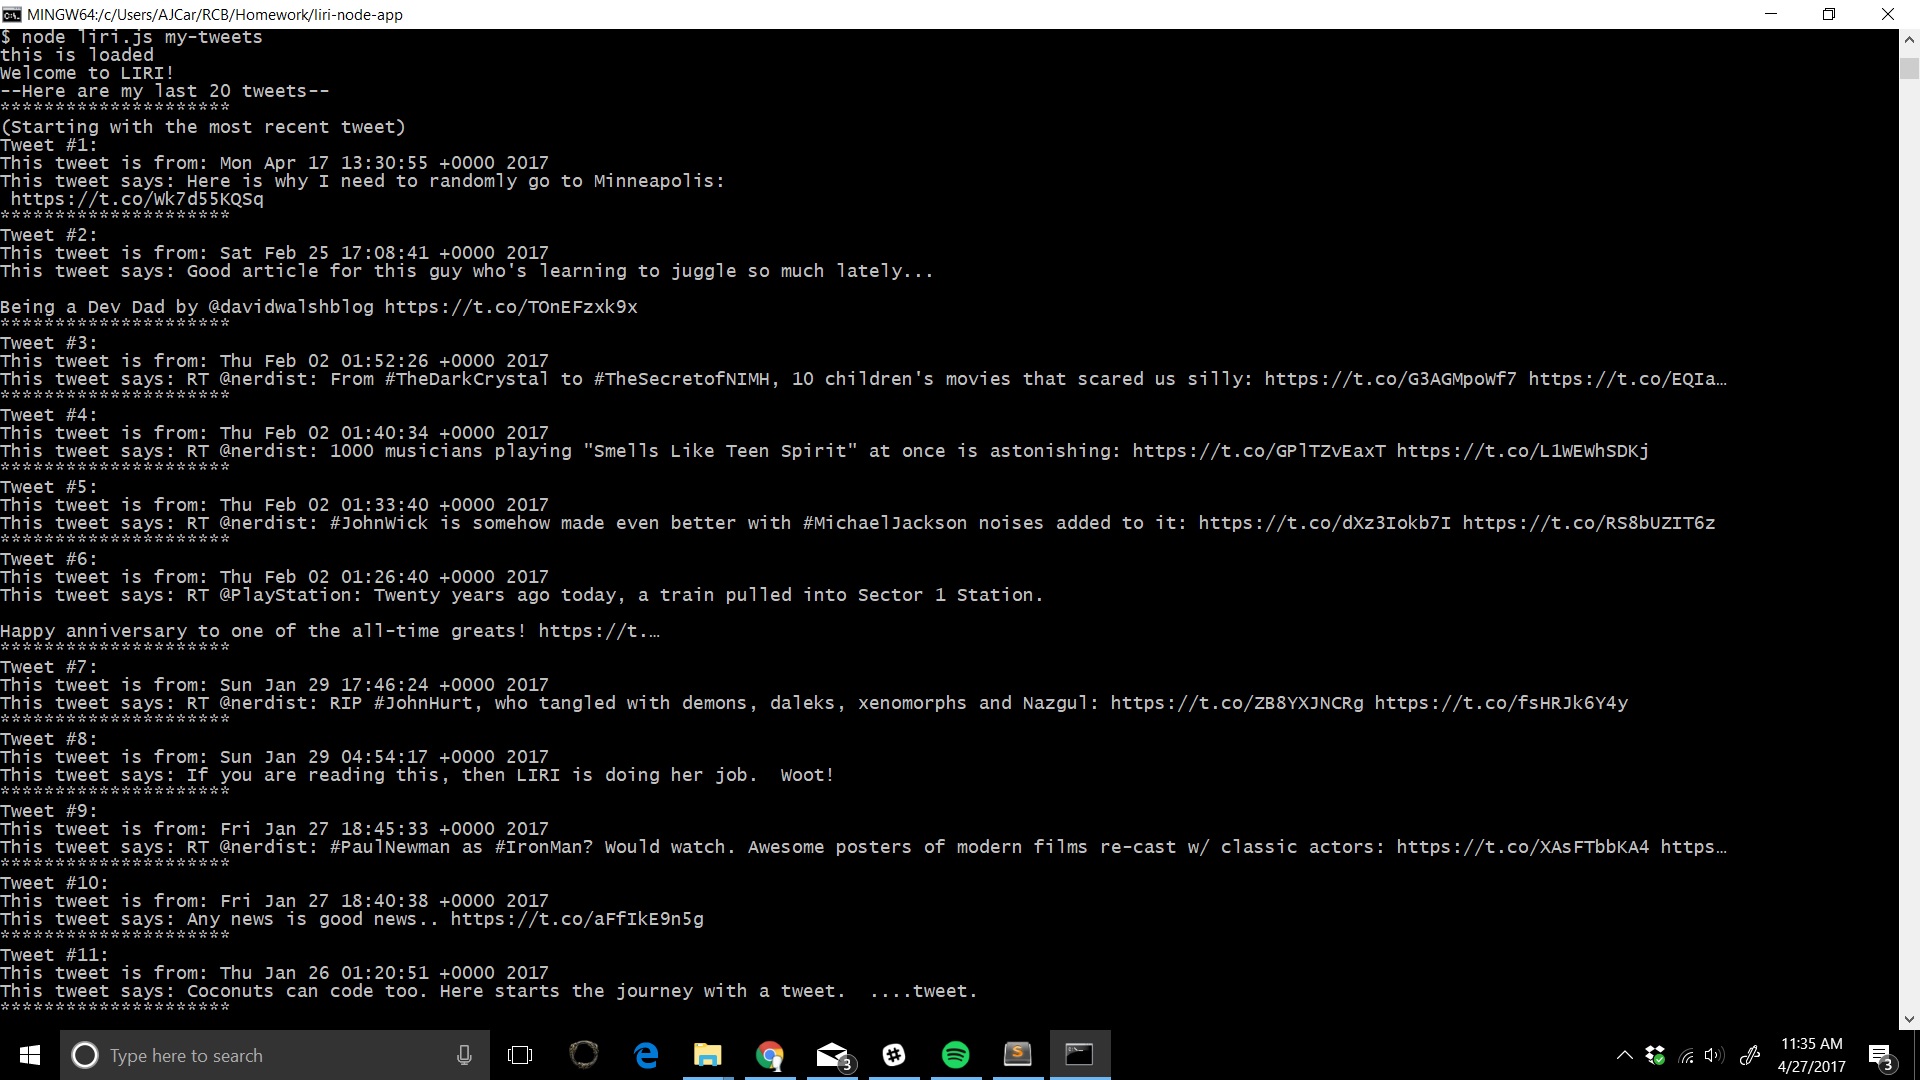 MINGW64:/c/Users/AJCar/RCB/Homework/liri-node-app
$ node liri.js my-tweets
this is loaded
Welcome to LIRI!
--Here are my last 20 tweets--
*********************
(Starting with the most recent tweet)
Tweet #1:
This tweet is from: Mon Apr 17 13:30:55 +0000 2017
This tweet says: Here is why I need to randomly go to Minneapolis:
https://t.co/Wk7d55KQSq
*********************
Tweet #2:
This tweet is from: Sat Feb 25 17:08:41 +0000 2017
This tweet says: Good article for this guy who's learning to juggle so much lately...
Being a Dev Dad by @davidwalshblog https://t.co/TOnEFzxk9x
*********************
Tweet #3:
This tweet is from: Thu Feb 02 01:52:26 +0000 2017
This tweet says: RT @nerdist: From #TheDarkCrystal to #TheSecretofNIMH, 10 children's movies that scared us silly: https://t.co/G3AGMpoWf7 https://t.co/EQIa…
*********************
Tweet #4:
This tweet is from: Thu Feb 02 01:40:34 +0000 2017
This tweet says: RT @nerdist: 1000 musicians playing "Smells Like Teen Spirit" at once is astonishing: https://t.co/GPlTZvEaxT https://t.co/L1WEWhSDKj
*********************
Tweet #5:
This tweet is from: Thu Feb 02 01:33:40 +0000 2017
This tweet says: RT @nerdist: #JohnWick is somehow made even better with #MichaelJackson noises added to it: https://t.co/dXz3Iokb7I https://t.co/RS8bUZIT6z
*********************
Tweet #6:
This tweet is from: Thu Feb 02 01:26:40 +0000 2017
This tweet says: RT @PlayStation: Twenty years ago today, a train pulled into Sector 1 Station.
Happy anniversary to one of the all-time greats! https://t.…
*********************
Tweet #7:
This tweet is from: Sun Jan 29 17:46:24 +0000 2017
This tweet says: RT @nerdist: RIP #JohnHurt, who tangled with demons, daleks, xenomorphs and Nazgul: https://t.co/ZB8YXJNCRg https://t.co/fsHRJk6Y4y
*********************
Tweet #8:
This tweet is from: Sun Jan 29 04:54:17 +0000 2017
This tweet says: If you are reading this, then LIRI is doing her job.  Woot!
*********************
Tweet #9:
This tweet is from: Fri Jan 27 18:45:33 +0000 2017
This tweet says: RT @nerdist: #PaulNewman as #IronMan? Would watch. Awesome posters of modern films re-cast w/ classic actors: https://t.co/XAsFTbbKA4 https…
*********************
Tweet #10:
This tweet is from: Fri Jan 27 18:40:38 +0000 2017
This tweet says: Any news is good news.. https://t.co/aFfIkE9n5g
*********************
Tweet #11:
This tweet is from: Thu Jan 26 01:20:51 +0000 2017
This tweet says: Coconuts can code too. Here starts the journey with a tweet.  ....tweet.
*********************
Type here to search
3
11:35 AM
4/27/2017
3